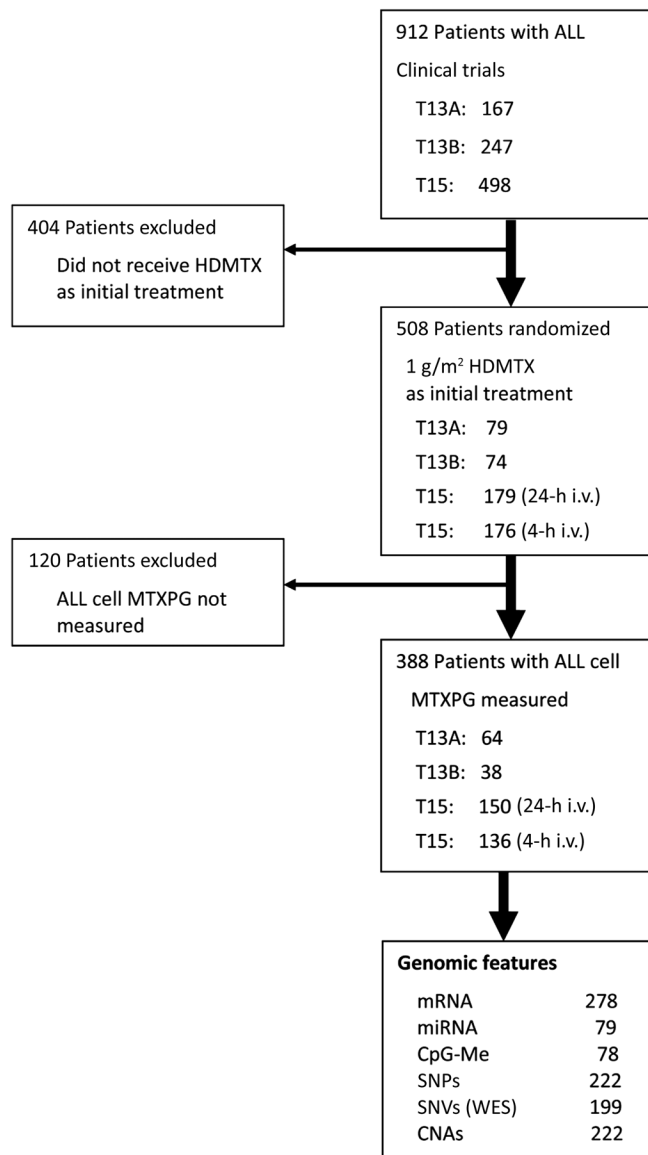 912 Patients with ALL
Clinical trials
T13A: 167
T13B: 247
T15: 498
404 Patients excluded
Did not receive HDMTX
as initial treatment
508 Patients randomized
1 g/m² HDMTX
as initial treatment
T13A: 79
T13B: 74
T15: 179 (24-h i.v.)
T15: 176 (4-h i.v.)
120 Patients excluded
ALL cell MTXPG not
measured
388 Patients with ALL cell
MTXPG measured
T13A: 64
T13B: 38
T15: 150 (24-h i.v.)
T15: 136 (4-h i.v.)
Genomic features
mRNA 278
miRNA 79
CpG-Me 78
SNPs 222
SNVs (WES) 199
CNAs 222